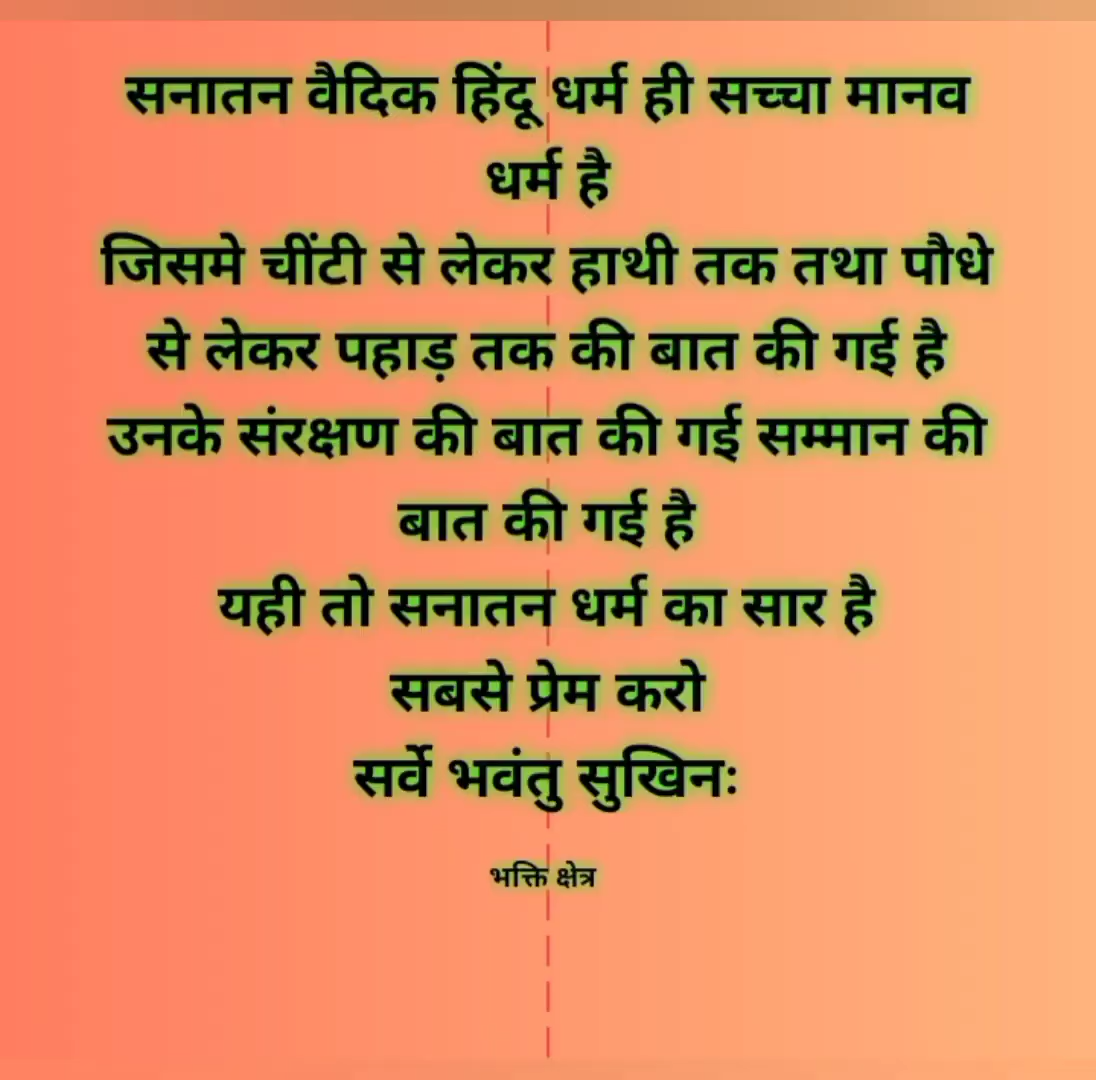 सनातन वैदिक हिंदू धर्म ही सच्चा मानव
धर्म है
जिसमे चींटी से लेकर हाथी तक तथा पौधे
से लेकर पहाड़ तक की बात की गई है
उनके संरक्षण की बात की गई सम्मान की
बात की गई है
यही तो सनातन धर्म का सार है
सबसे प्रेम करो
सर्वे भवंतु सुखिनः
भक्ति क्षेत्र